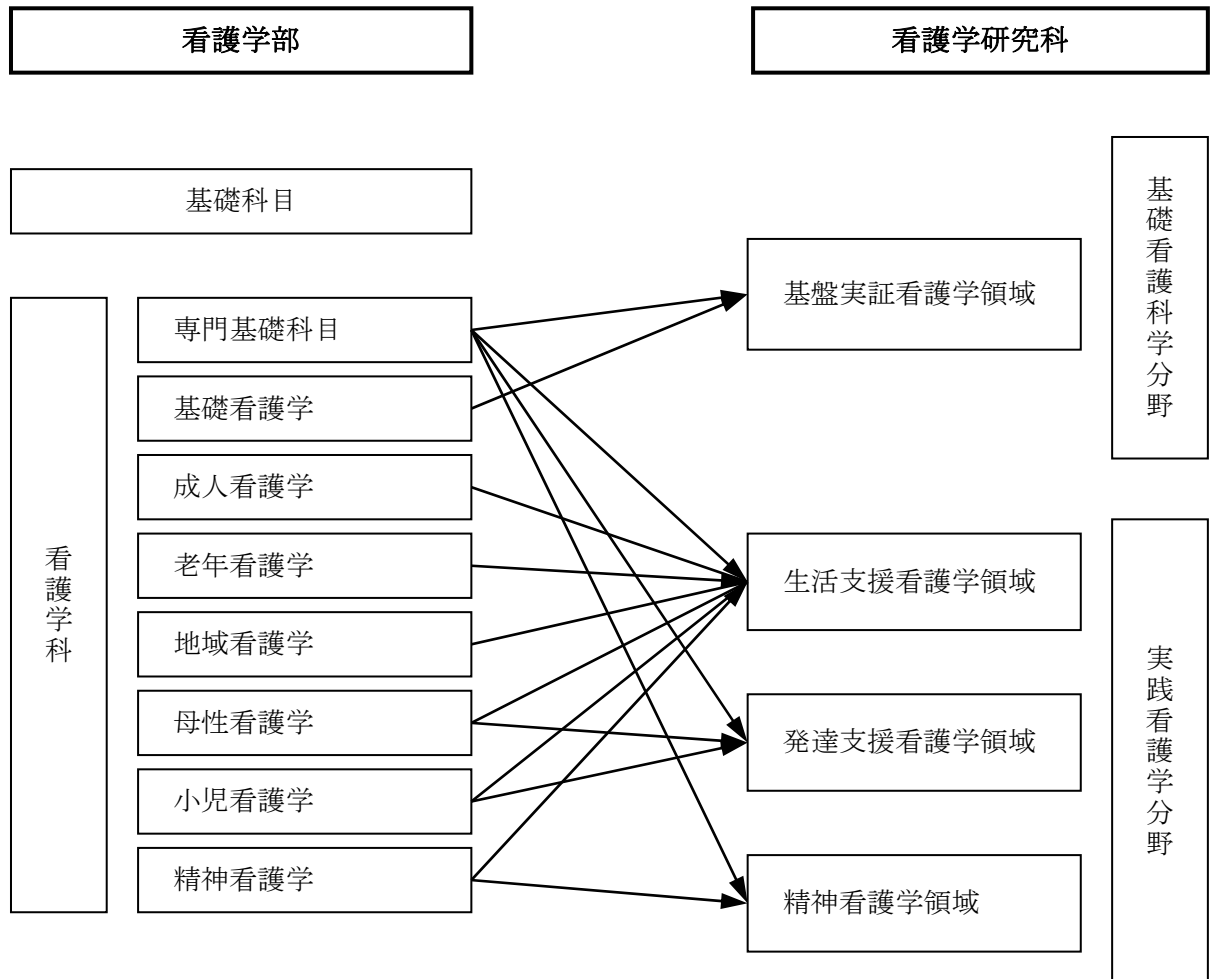 看護学部
看護学研究科
基礎科目
看護学科
専門基礎科目
基礎看護学
成人看護学
老年看護学
地域看護学
母性看護学
小児看護学
精神看護学
基盤実証看護学領域
生活支援看護学領域
発達支援看護学領域
精神看護学領域
基礎看護科学分野
実践看護学分野